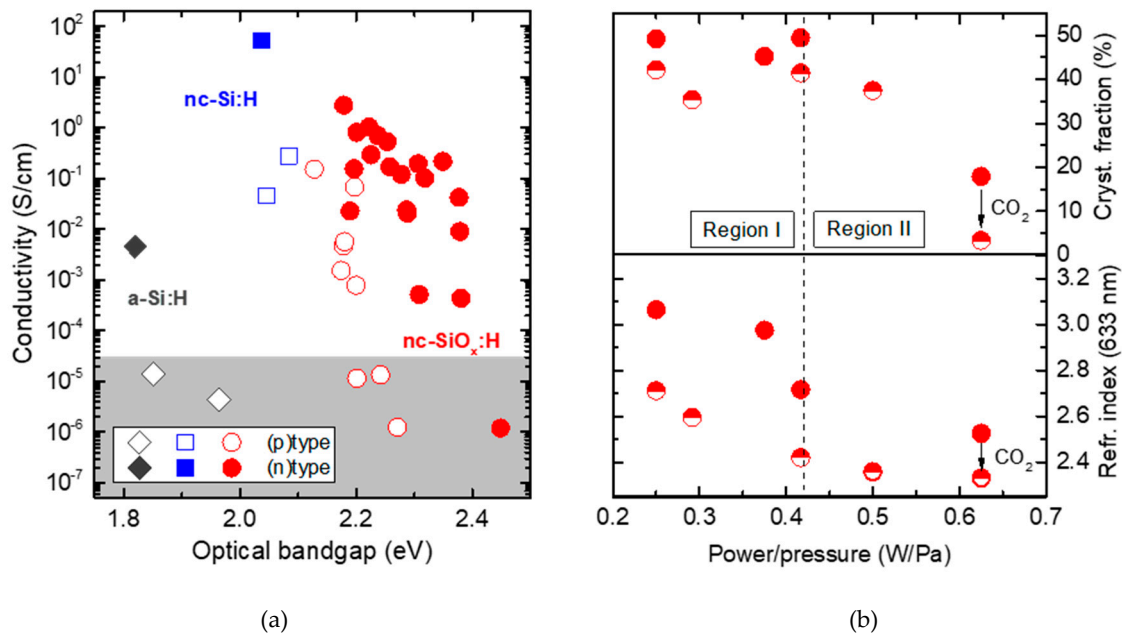 10²
10¹
10⁰
10⁻¹
10⁻²
10⁻³
10⁻⁴
10⁻⁵
10⁻⁶
10⁻⁷
Conductivity (S/cm)
nc-Si:H
a-Si:H
nc-SiOₓ:H
(p)type
(n)type
1.8 2.0 2.2 2.4
Optical bandgap (eV)
(a)
50
40
30
20
10
0
Cryst. fraction (%)
CO₂
Region I
Region II
3.2
3.0
2.8
2.6
2.4
Refr. index (633 nm)
CO₂
0.2 0.3 0.4 0.5 0.6 0.7
Power/pressure (W/Pa)
(b)